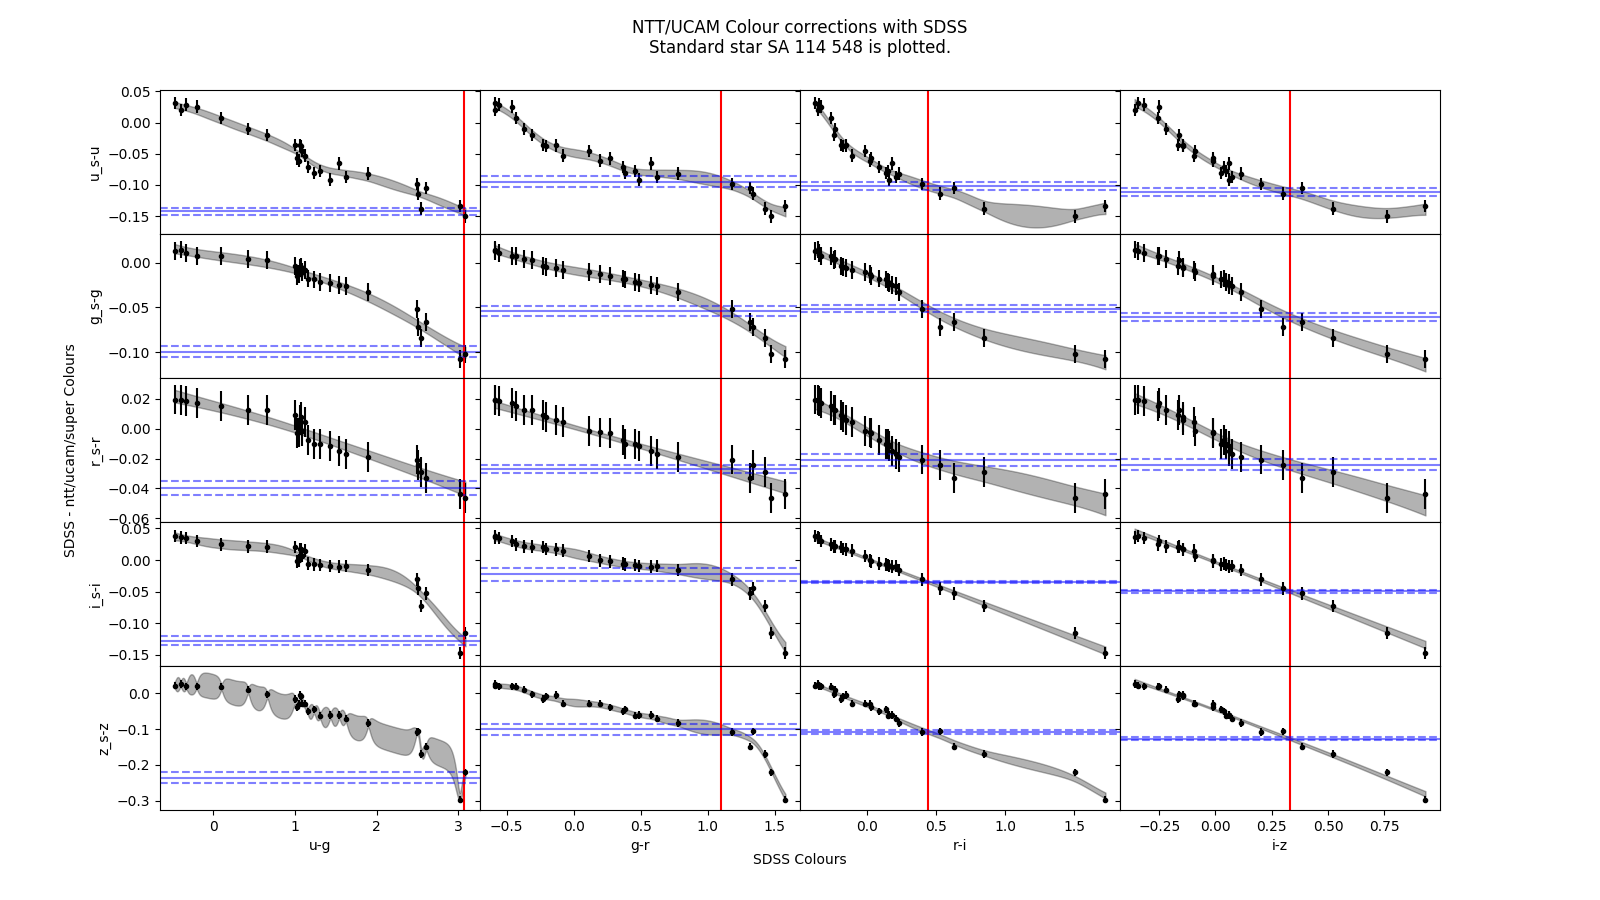 NTT/UCAM Colour corrections with SDSS
Standard star SA 114 548 is plotted.
SDSS - ntt/ucam/super Colours
u_s-u
0.05
0.00
−0.05
−0.10
−0.15
g_s-g
0.00
−0.05
−0.10
r_s-r
0.02
0.00
−0.02
−0.04
−0.06
i_s-i
0.05
0.00
−0.05
−0.10
−0.15
z_s-z
0.0
−0.1
−0.2
−0.3
0 1 2 3
−0.5 0.0 0.5 1.0 1.5
0.0 0.5 1.0 1.5
−0.25 0.00 0.25 0.50 0.75
u-g g-r r-i i-z
SDSS Colours